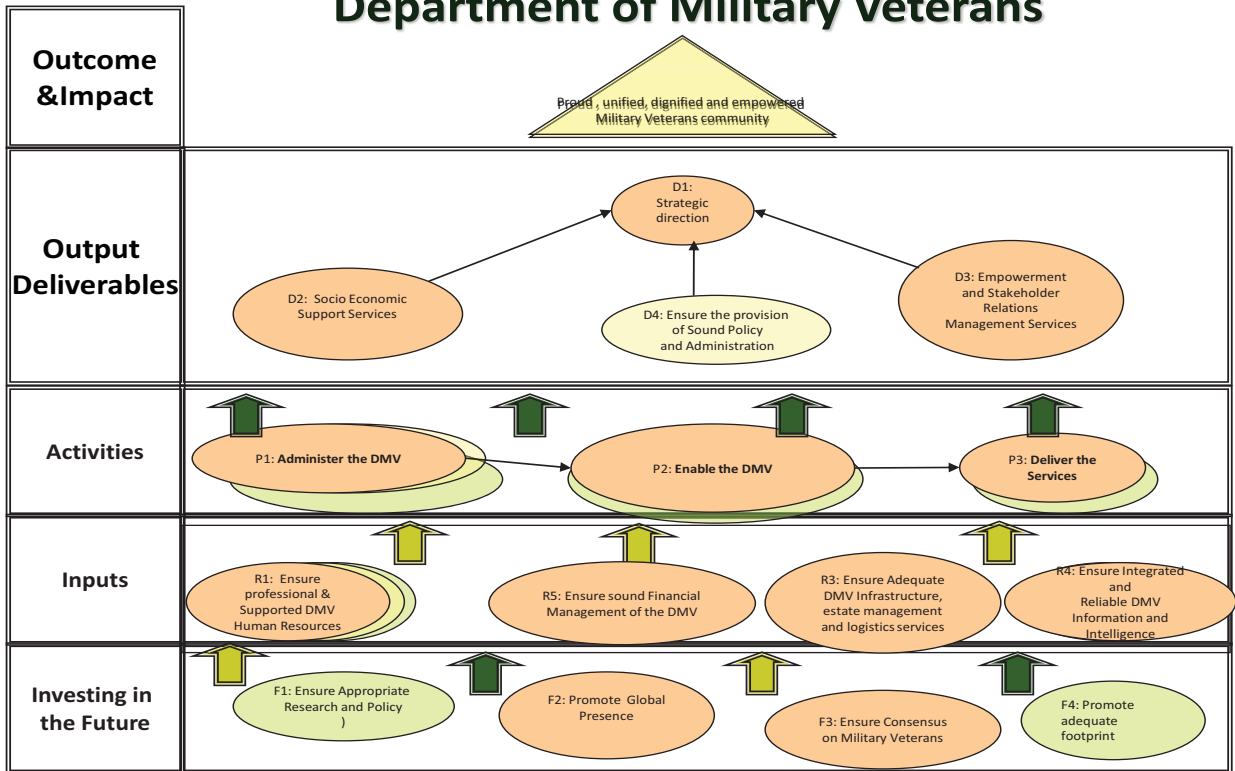 Department of Military Veterans
Outcome
&Impact
Proud , unified, dignified and empowered
Military Veterans community
Output
Deliverables
D1:
Strategic
direction
D2:  Socio Economic
Support Services
D4: Ensure the provision
of Sound Policy
and Administration
D3: Empowerment
and Stakeholder
Relations
Management Services
Activities
P1: Administer the DMV
P2: Enable the DMV
P3: Deliver the
Services
Inputs
R1:  Ensure
professional &
Supported DMV
Human Resources
R5: Ensure sound Financial
Management of the DMV
R3: Ensure Adequate
DMV Infrastructure,
estate management
and logistics services
R4: Ensure Integrated
and
Reliable DMV
Information and
Intelligence
Investing in
the Future
F1: Ensure Appropriate
Research and Policy
)
F2: Promote  Global
Presence
F3: Ensure Consensus
on Military Veterans
F4: Promote
adequate
footprint